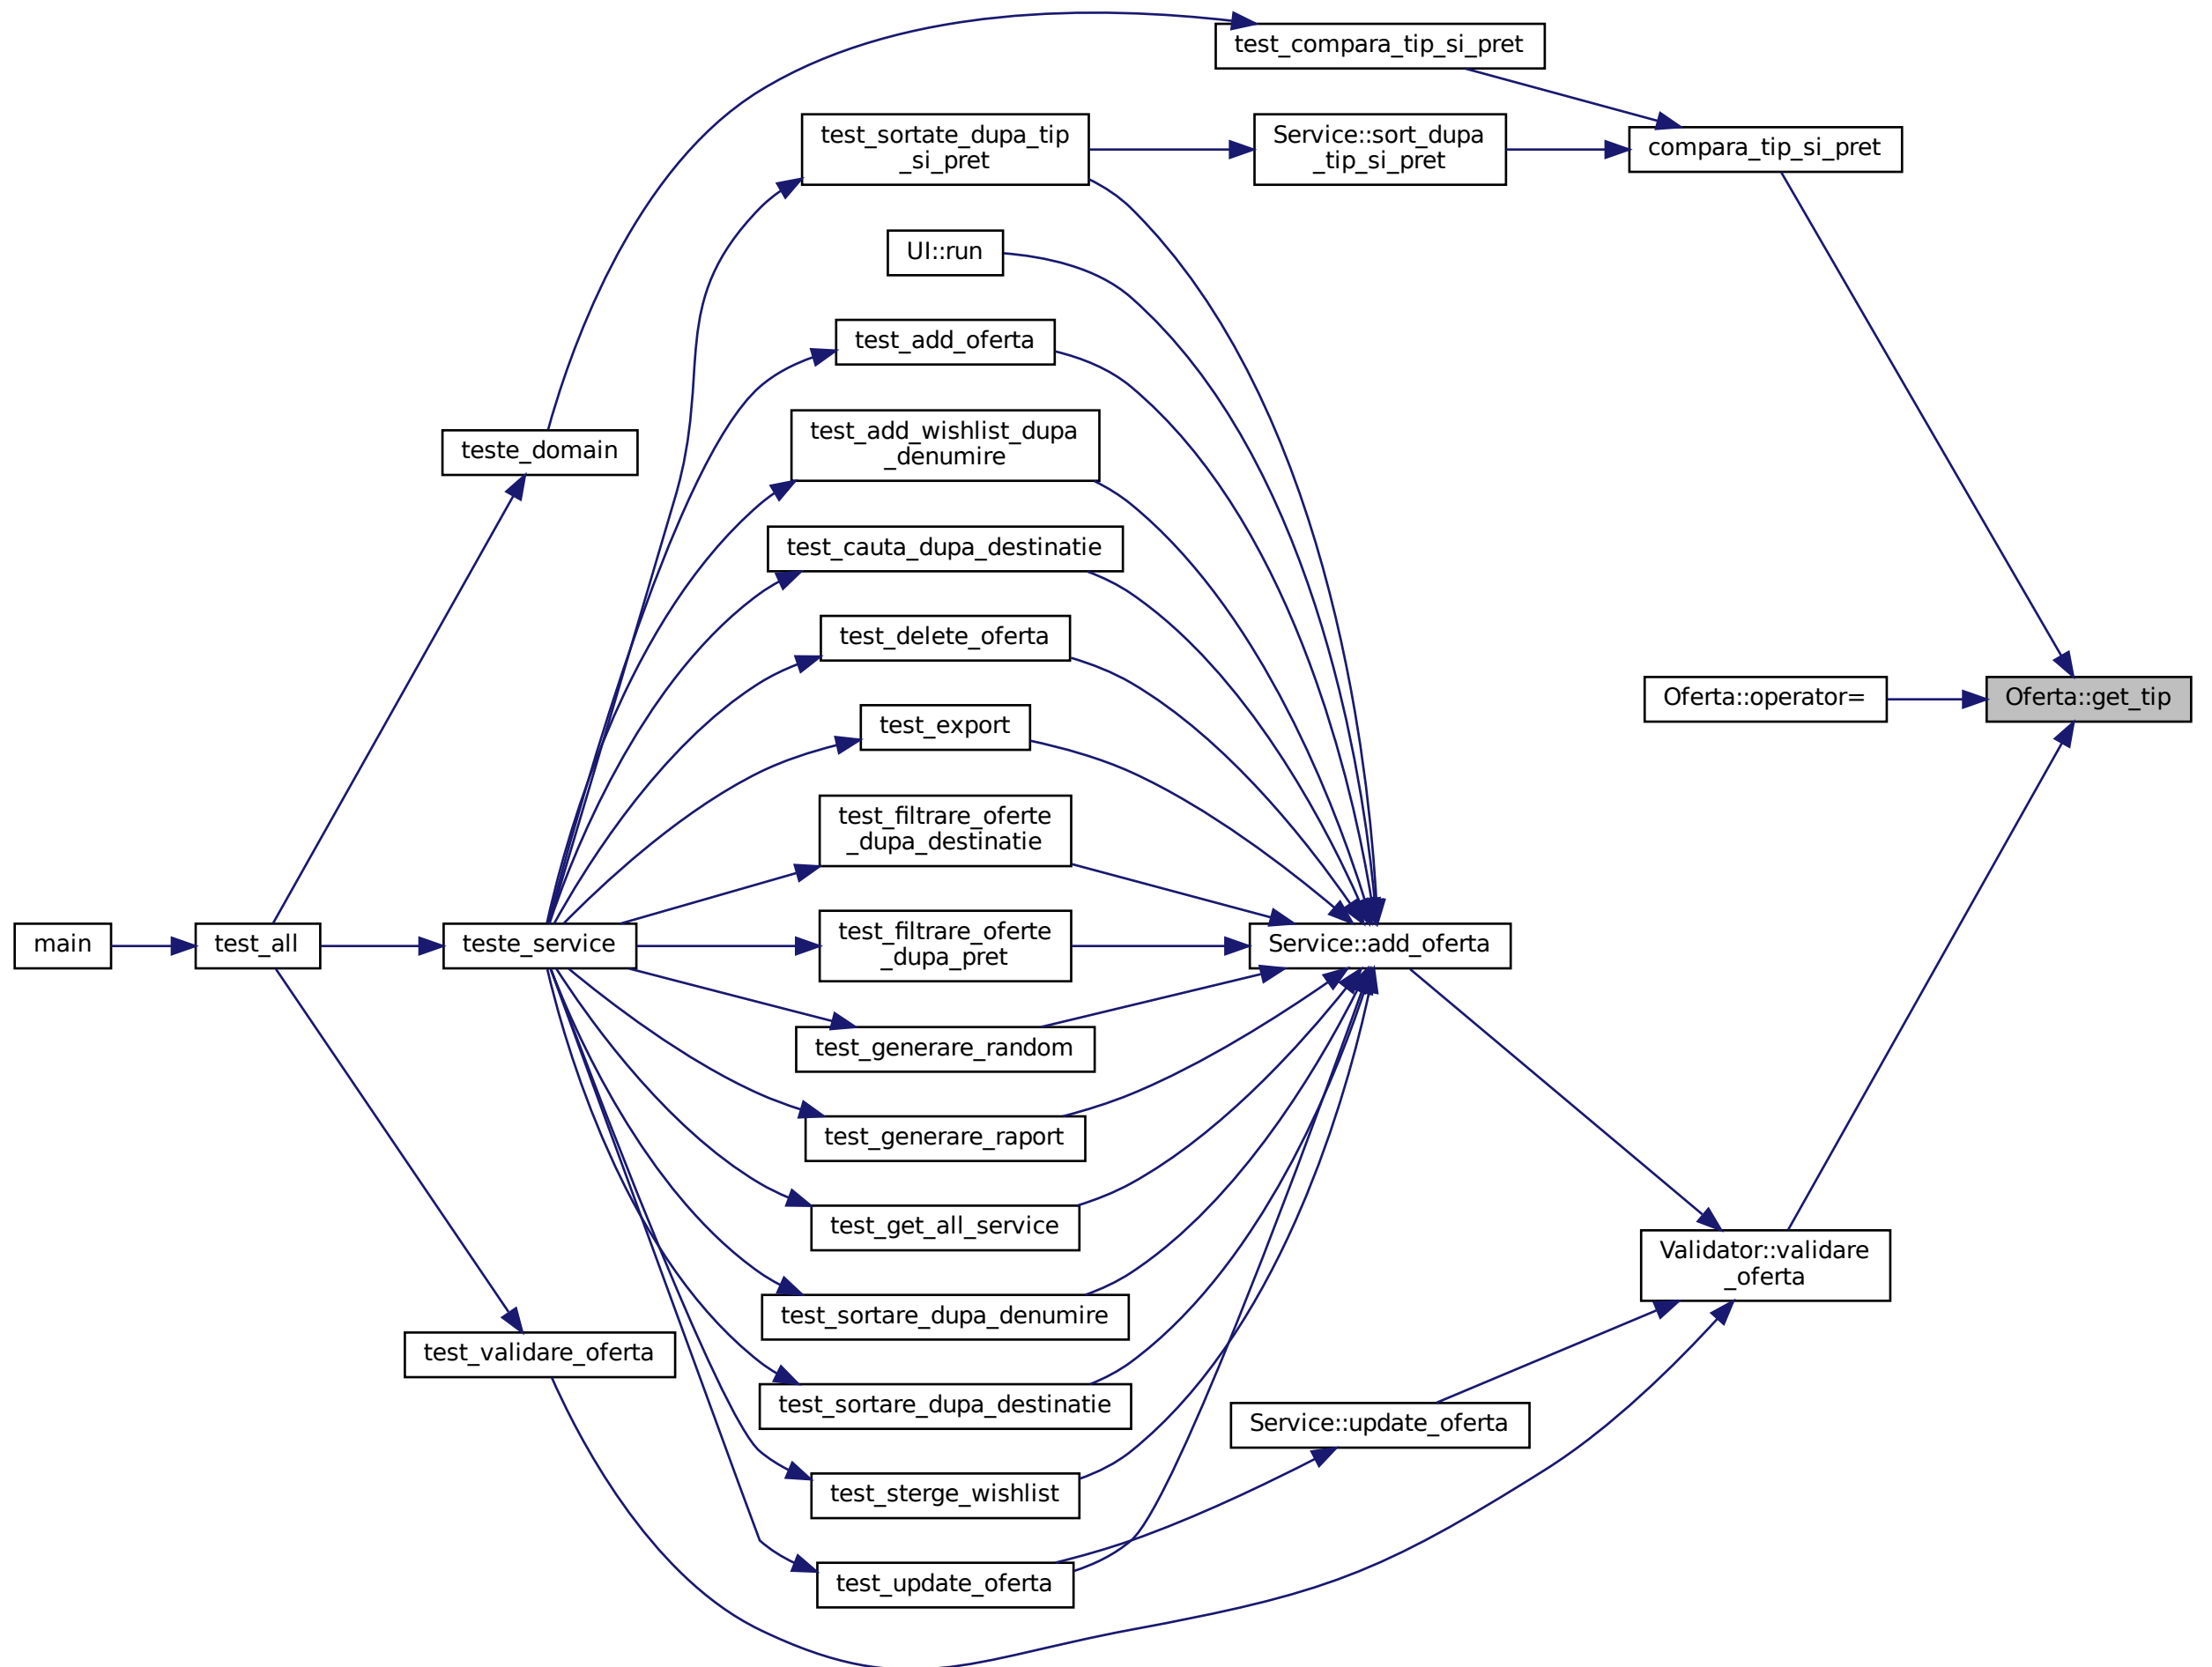 test_compara_tip_si_pret
test_sortate_dupa_tip
_si_pret
Service::sort_dupa
_tip_si_pret
compara_tip_si_pret
UI::run
test_add_oferta
test_add_wishlist_dupa
_denumire
teste_domain
test_cauta_dupa_destinatie
test_delete_oferta
Oferta::operator=
Oferta::get_tip
test_export
test_filtrare_oferte
_dupa_destinatie
main
test_all
teste_service
test_filtrare_oferte
_dupa_pret
Service::add_oferta
test_generare_random
test_generare_raport
test_get_all_service
Validator::validare
_oferta
test_sortare_dupa_denumire
test_validare_oferta
test_sortare_dupa_destinatie
Service::update_oferta
test_sterge_wishlist
test_update_oferta